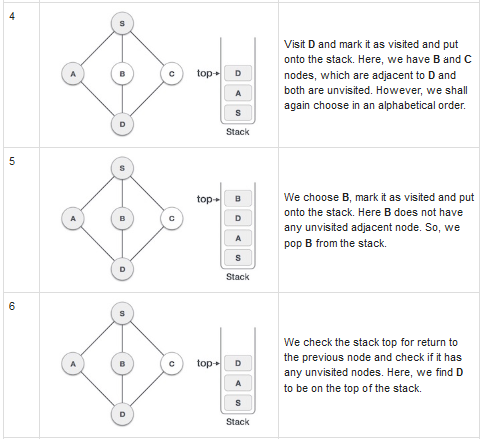 4
S
A
B
C
D
top
D
A
S
Stack
Visit D and mark it as visited and put
onto the stack. Here, we have B and C
nodes, which are adjacent to D and
both are unvisited. However, we shall
again choose in an alphabetical order.
5
S
A
B
C
D
top
B
D
A
S
Stack
We choose B, mark it as visited and put
onto the stack. Here B does not have
any unvisited adjacent node. So, we
pop B from the stack.
6
S
A
B
C
D
top
D
A
S
Stack
We check the stack top for return to
the previous node and check if it has
any unvisited nodes. Here, we find D
to be on the top of the stack.